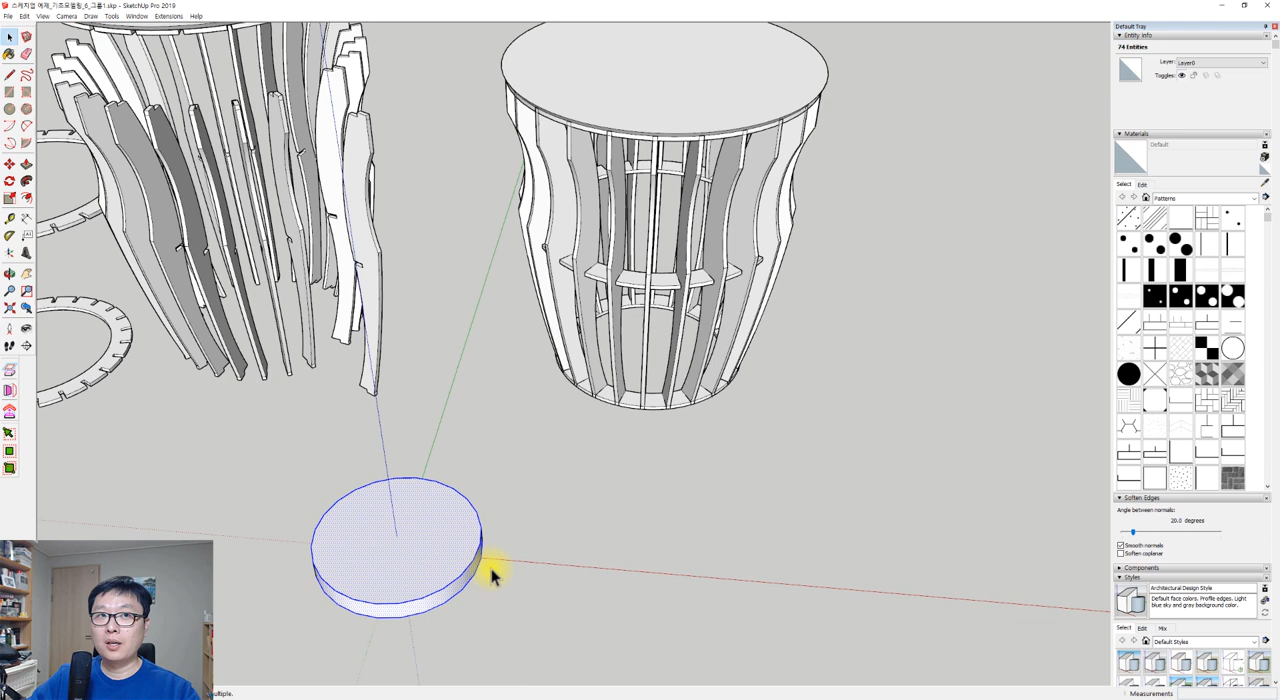 스케치업 예제_기초모델링_6_그룹1.skp - SketchUp Pro 2019
File Edit View Camera Draw Tools Window Extensions Help
Default Tray
Entity Info
74 Entities
Layer: Layer0
Toggles:
Materials
Default
Select Edit
Patterns
Soften Edges
Angle between normals:
20.0 degrees
Smooth normals
Soften coplanar
Components
Styles
Architectural Design Style
Default face colors. Profile edges. Light
blue sky and gray background color.
Select Edit Mix
Default Styles
multiple.
Measurements